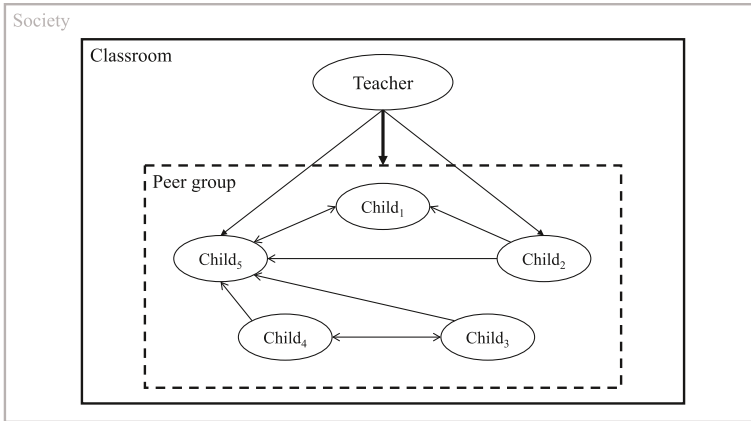 Society
Classroom
Teacher
Peer group
Child₁
Child₅
Child₂
Child₄
Child₃